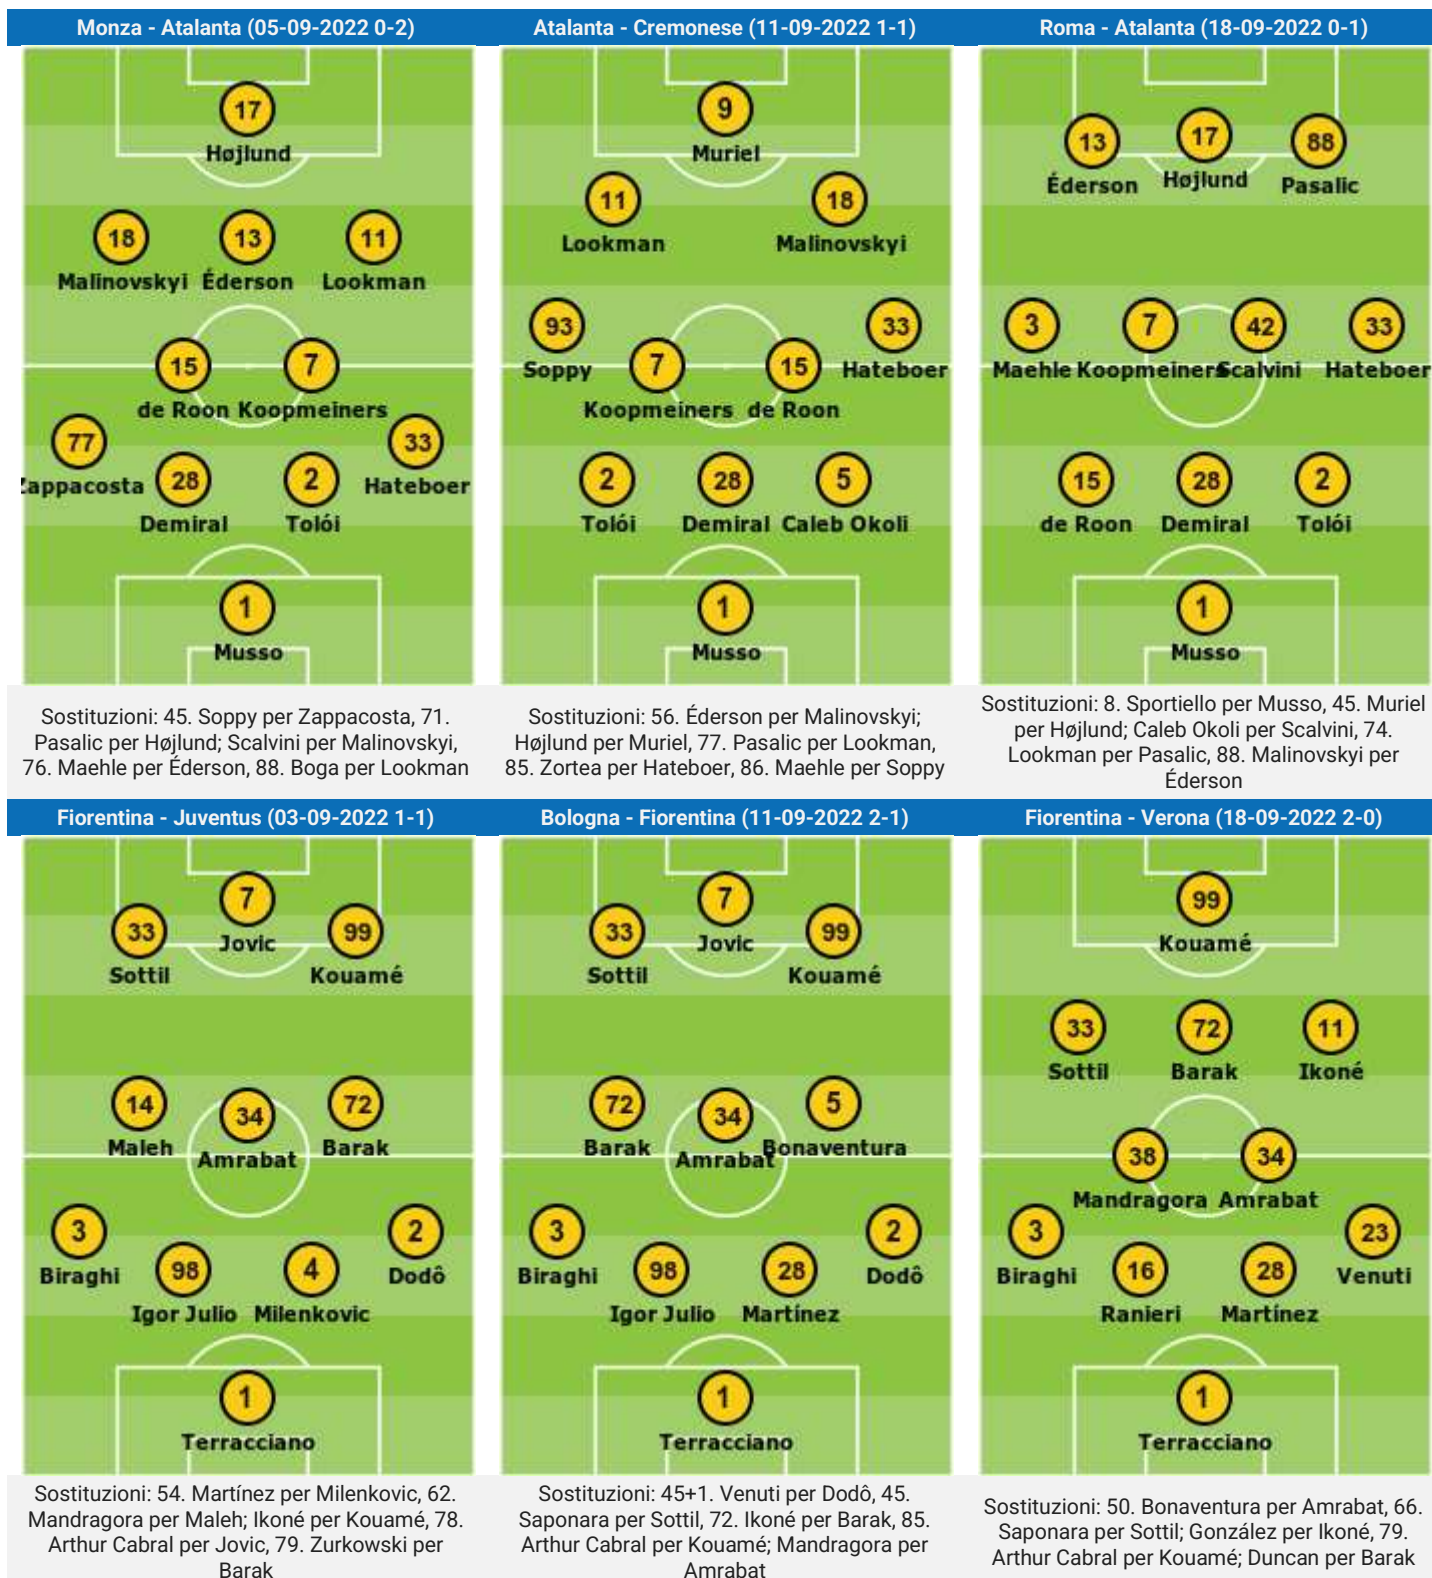 Monza - Atalanta (05-09-2022 0-2)
17
Højlund
18 13 11
Malinovskyi Éderson Lookman
15 7
de Roon Koopmeiners
77 33
Zappacosta Hateboer
28 2
Demiral Tolói
1
Musso
Sostituzioni: 45. Soppy per Zappacosta, 71.
Pasalic per Højlund; Scalvini per Malinovskyi,
76. Maehle per Éderson, 88. Boga per Lookman
Atalanta - Cremonese (11-09-2022 1-1)
9
Muriel
11 18
Lookman Malinovskyi
93 33
Soppy Hateboer
7 15
Koopmeiners de Roon
2 28 5
Tolói Demiral Caleb Okoli
1
Musso
Sostituzioni: 56. Éderson per Malinovskyi;
Højlund per Muriel, 77. Pasalic per Lookman,
85. Zortea per Hateboer, 86. Maehle per Soppy
Roma - Atalanta (18-09-2022 0-1)
13 17 88
Éderson Højlund Pasalic
3 7 42 33
Maehle Koopmeiners Scalvini Hateboer
15 28 2
de Roon Demiral Tolói
1
Musso
Sostituzioni: 8. Sportiello per Musso, 45. Muriel
per Højlund; Caleb Okoli per Scalvini, 74.
Lookman per Pasalic, 88. Malinovskyi per
Éderson
Fiorentina - Juventus (03-09-2022 1-1)
7
Jovic
33 99
Sottil Kouamé
14 34 72
Maleh Amrabat Barak
3 2
Biraghi Dodô
98 4
Igor Julio Milenkovic
1
Terracciano
Sostituzioni: 54. Martínez per Milenkovic, 62.
Mandragora per Maleh; Ikoné per Kouamé, 78.
Arthur Cabral per Jovic, 79. Zurkowski per
Barak
Bologna - Fiorentina (11-09-2022 2-1)
7
Jovic
33 99
Sottil Kouamé
72 34 5
Barak Amrabat Bonaventura
3 2
Biraghi Dodô
98 28
Igor Julio Martínez
1
Terracciano
Sostituzioni: 45+1. Venuti per Dodô, 45.
Saponara per Sottil, 72. Ikoné per Barak, 85.
Arthur Cabral per Kouamé; Mandragora per
Amrabat
Fiorentina - Verona (18-09-2022 2-0)
99
Kouamé
33 72 11
Sottil Barak Ikoné
38 34
Mandragora Amrabat
3 23
Biraghi Venuti
16 28
Ranieri Martínez
1
Terracciano
Sostituzioni: 50. Bonaventura per Amrabat, 66.
Saponara per Sottil; González per Ikoné, 79.
Arthur Cabral per Kouamé; Duncan per Barak